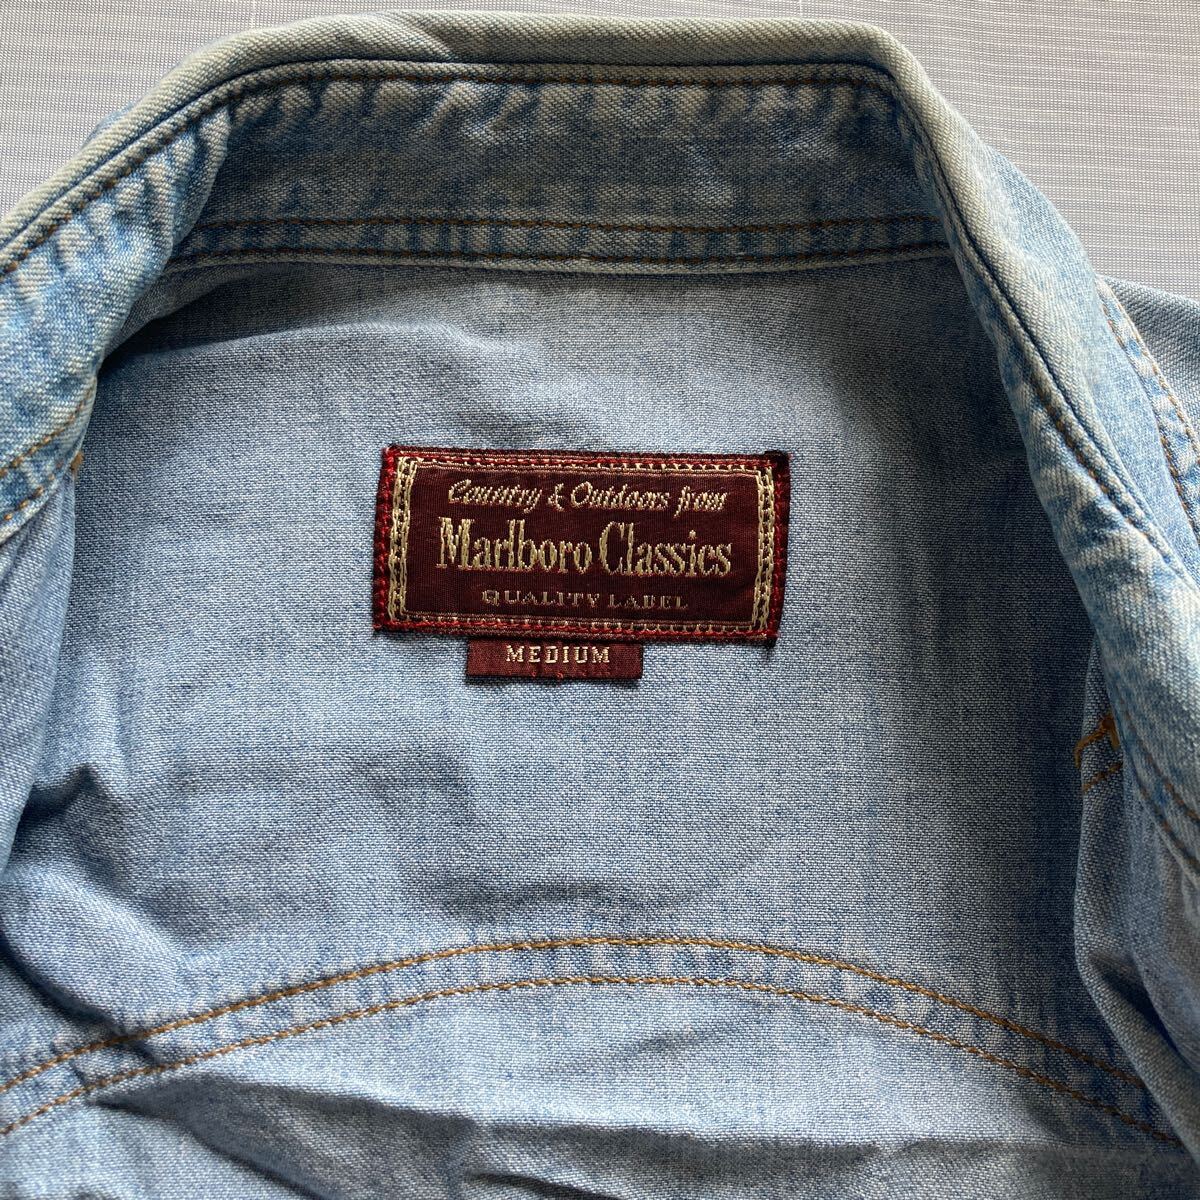 Country & Outdoors from
Marlboro Classics
QUALITY LABEL
MEDIUM